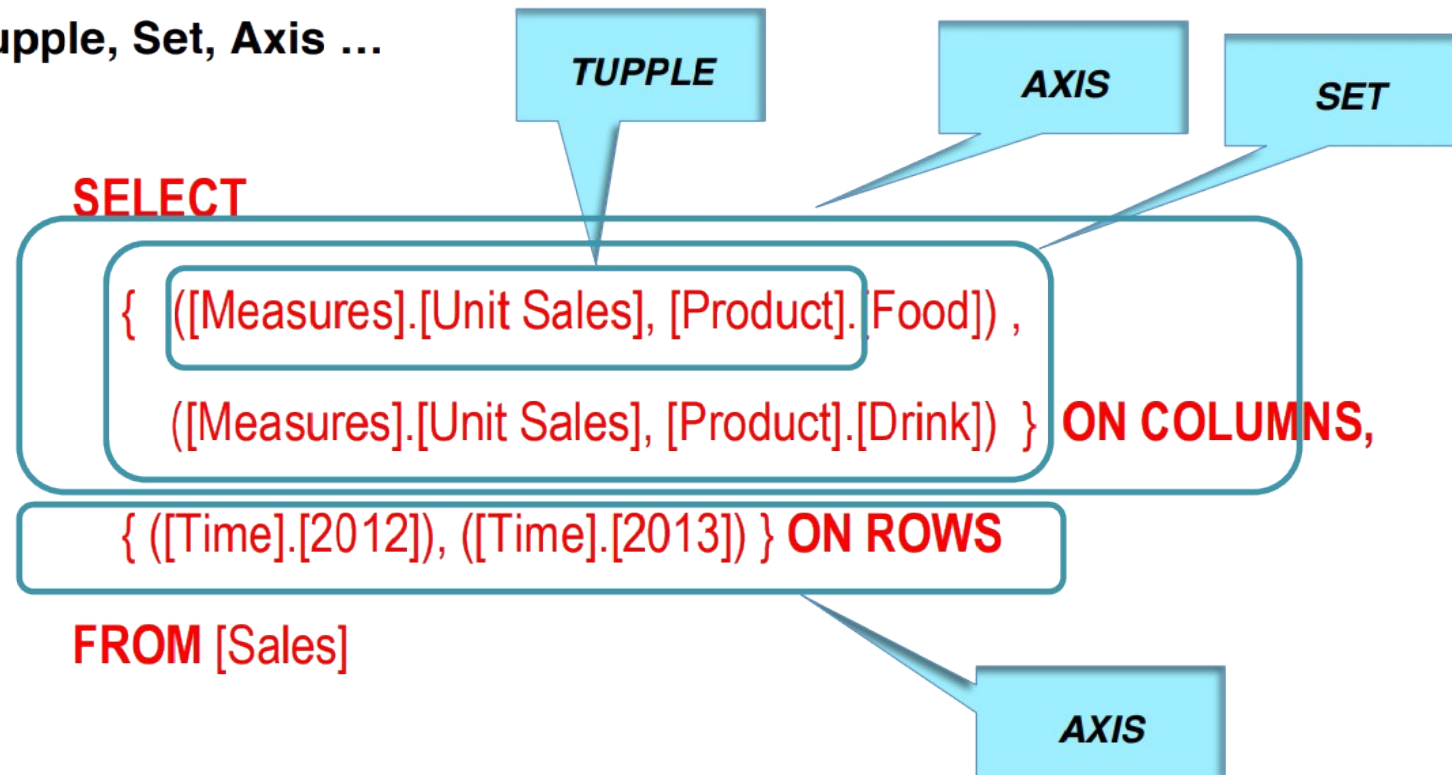 upple, Set, Axis ...
TUPPLE
AXIS
SET
SELECT
{ ([Measures].[Unit Sales], [Product].[Food]) ,
([Measures].[Unit Sales], [Product].[Drink]) } ON COLUMNS,
{ ([Time].[2012]), ([Time].[2013]) } ON ROWS
FROM [Sales]
AXIS